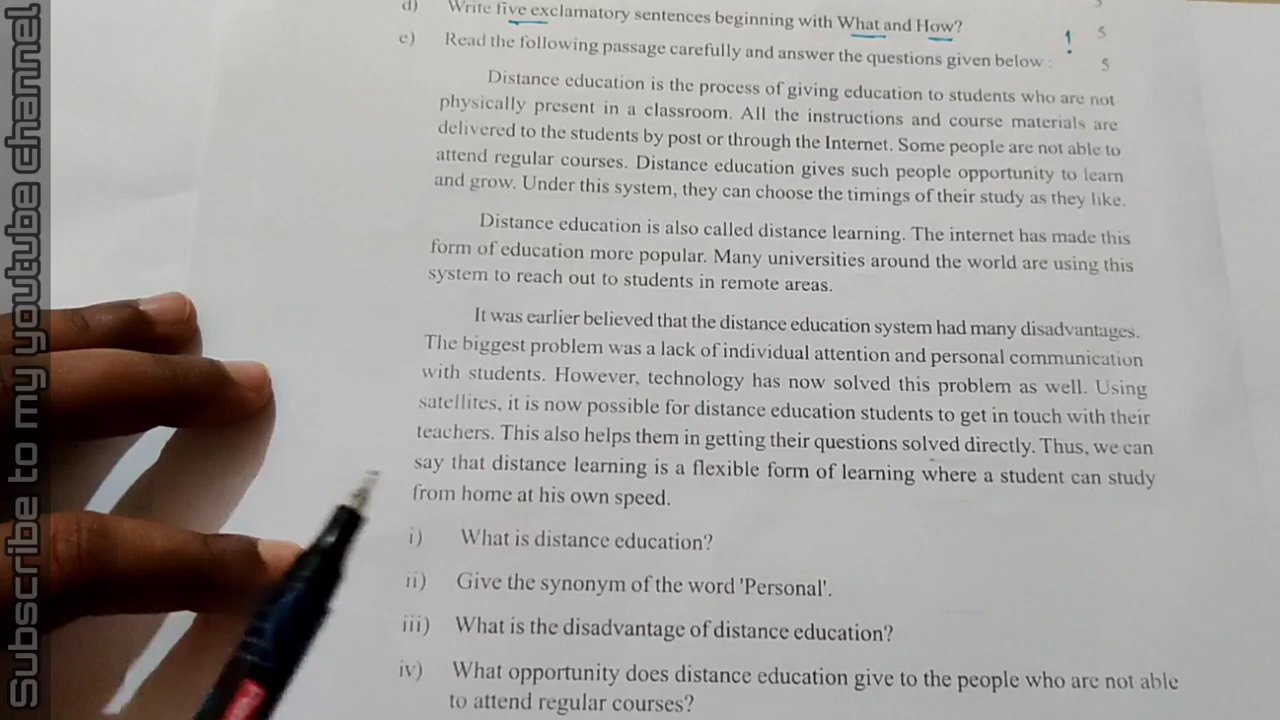 Subscribe to my youtube channel
d) Write five exclamatory sentences beginning with What and How? ! 5
e) Read the following passage carefully and answer the questions given below : 5
Distance education is the process of giving education to students who are not
physically present in a classroom. All the instructions and course materials are
delivered to the students by post or through the Internet. Some people are not able to
attend regular courses. Distance education gives such people opportunity to learn
and grow. Under this system, they can choose the timings of their study as they like.
Distance education is also called distance learning. The internet has made this
form of education more popular. Many universities around the world are using this
system to reach out to students in remote areas.
It was earlier believed that the distance education system had many disadvantages.
The biggest problem was a lack of individual attention and personal communication
with students. However, technology has now solved this problem as well. Using
satellites, it is now possible for distance education students to get in touch with their
teachers. This also helps them in getting their questions solved directly. Thus, we can
say that distance learning is a flexible form of learning where a student can study
from home at his own speed.
i) What is distance education?
ii) Give the synonym of the word 'Personal'.
iii) What is the disadvantage of distance education?
iv) What opportunity does distance education give to the people who are not able
to attend regular courses?